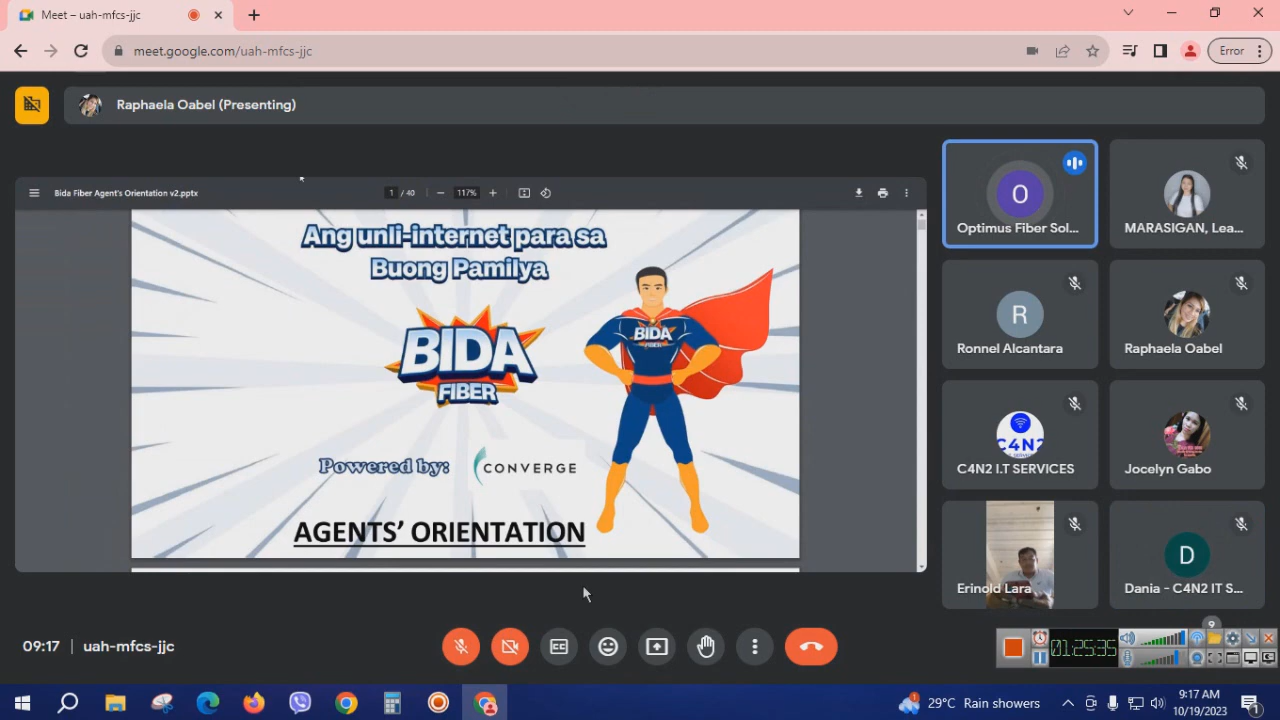 Meet – uah-mfcs-jjc
meet.google.com/uah-mfcs-jjc
Error
Raphaela Oabel (Presenting)
Bida Fiber Agent's Orientation v2.pptx
1 / 40
117%
Ang unli-internet para sa
Buong Pamilya
BIDA
FIBER
BIDA
FIBER
Powered by:
CONVERGE
AGENTS' ORIENTATION
O
Optimus Fiber Sol...
MARASIGAN, Lea...
R
Ronnel Alcantara
Raphaela Oabel
C4N2
C4N2 I.T SERVICES
Jocelyn Gabo
Erinold Lara
D
Dania - C4N2 IT S...
09:17
uah-mfcs-jjc
9
01:25:35
29°C Rain showers
9:17 AM
10/19/2023
1